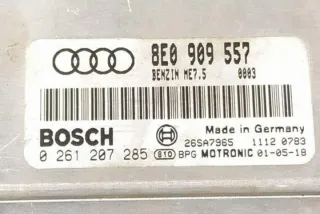 8E0 909 557
BENZIN ME7.5 0003
Made in Germany
BOSCH
26SA7965 1112 0783
0 261 207 285 S10 BPG MOTRONIC 01-05-18